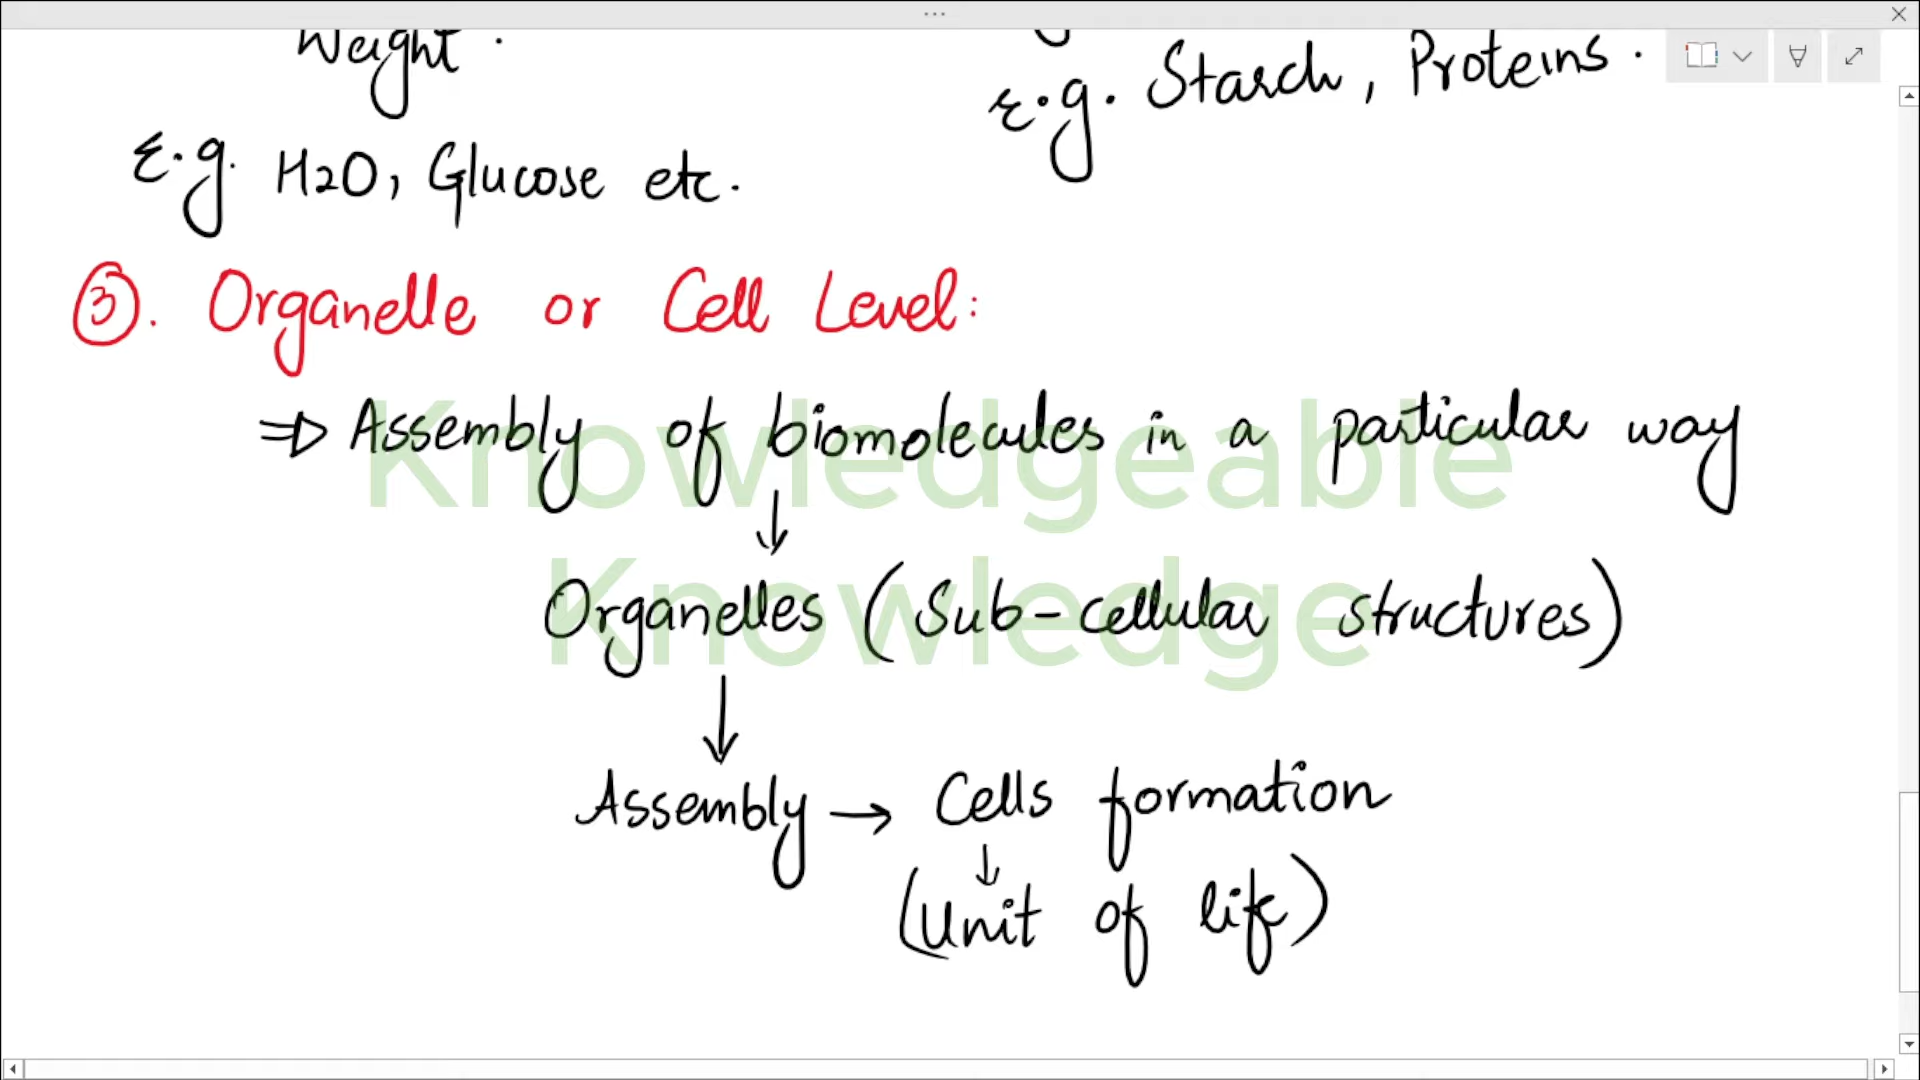 Weight.
E.g. H2O, Glucose etc.
e.g. Starch, Proteins.
③. Organelle or Cell Level:
⇒ Assembly of biomolecules in a particular way
↓
Organelles (Sub-cellular structures)
↓
Assembly → Cells formation
↓
(Unit of life)
Knowledgeable
Knowledge